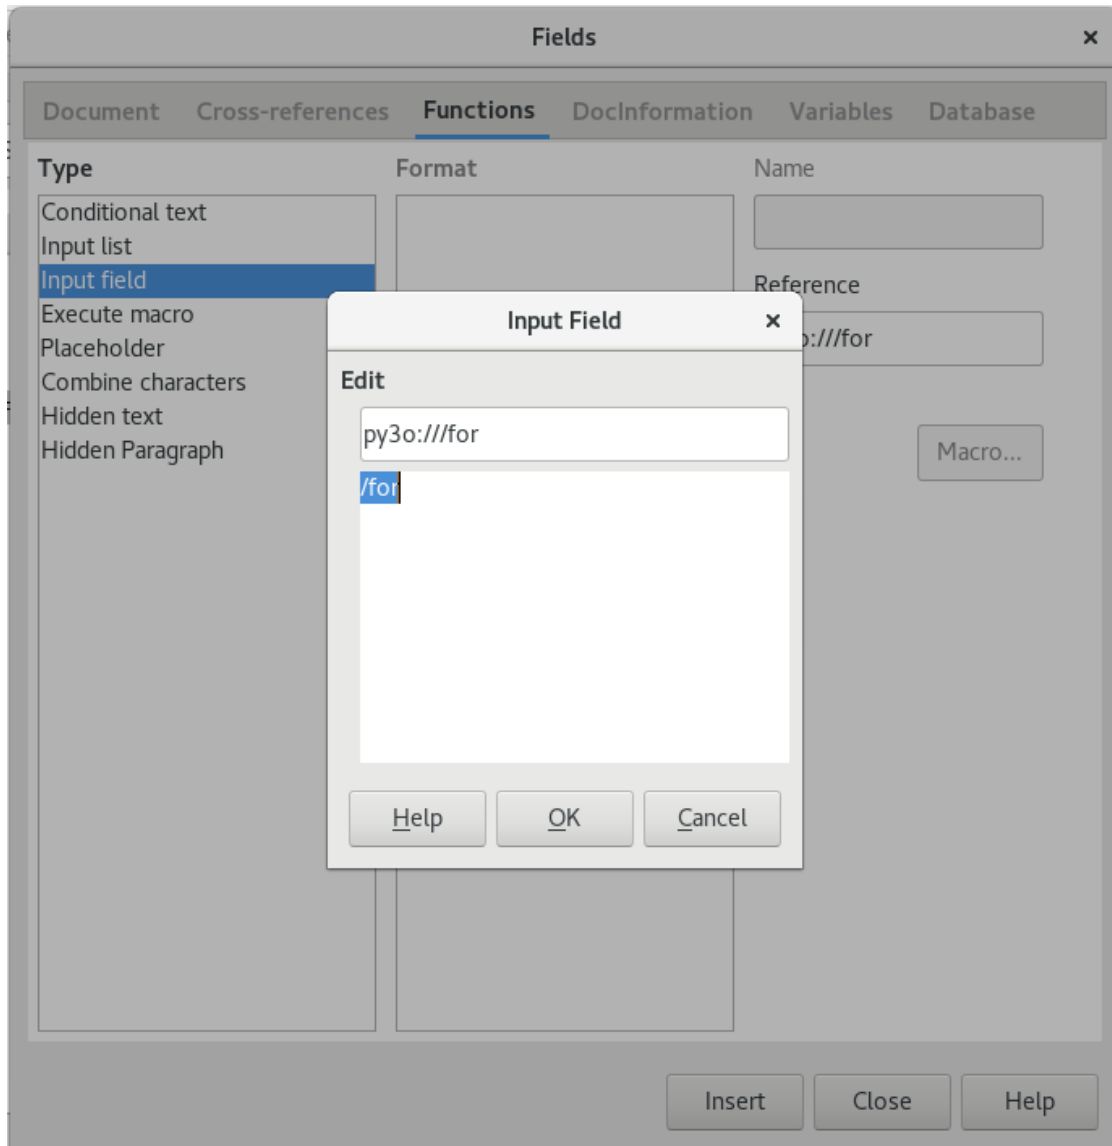 Fields ×
Document Cross-references Functions DocInformation Variables Database
Type Format Name
Conditional text
Input list
Input field
Reference
Execute macro
Placeholder
Combine characters
Hidden text
Hidden Paragraph
o:///for
Macro...
Input Field ×
Edit
py3o:///for
/for
Help OK Cancel
Insert Close Help